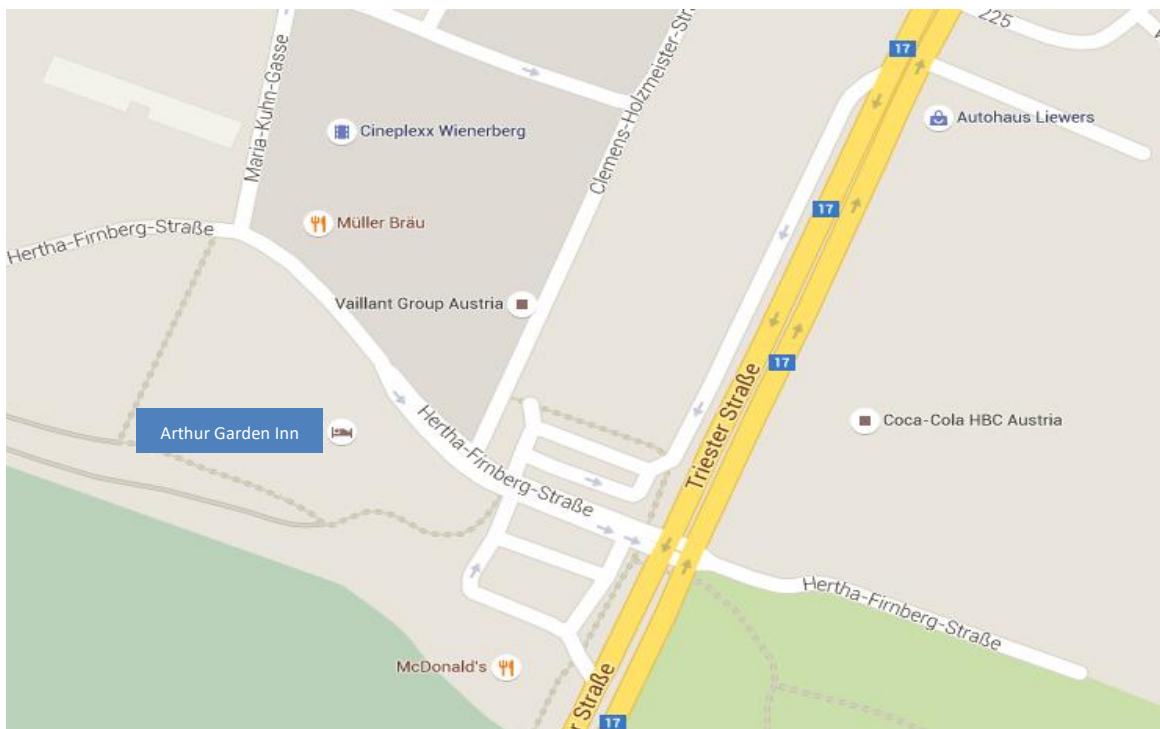 225
17
Cineplexx Wienerberg
Maria-Kuhn-Gasse
Clemens-Holzmeister-Stra
Autohaus Liewers
17
Müller Bräu
Hertha-Firnberg-Straße
Vaillant Group Austria
17
Arthur Garden Inn
Hertha-Firnberg-Straße
Triester Straße
Coca-Cola HBC Austria
Hertha-Firnberg-Straße
McDonald's
r Straße
17